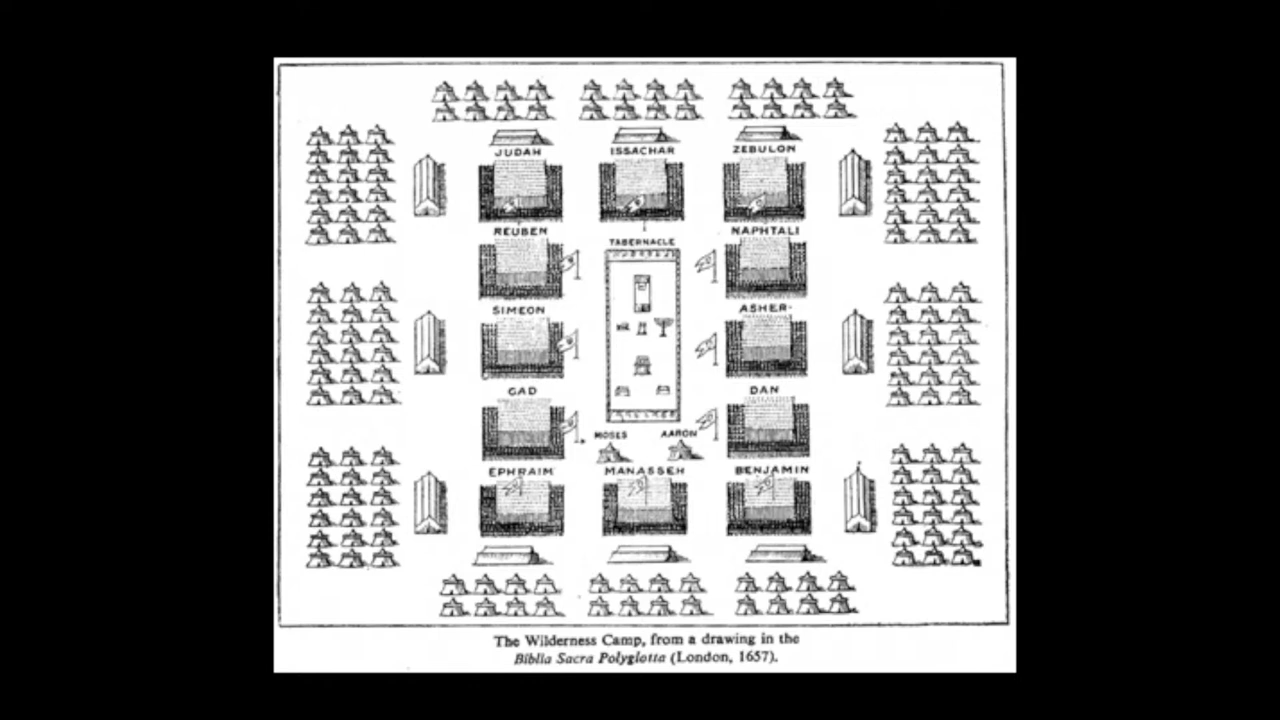 JUDAH ISSACHAR ZEBULON
REUBEN TABERNACLE NAPHTALI
SIMEON ASHER
GAD DAN
MOSES AARON
EPHRAIM MANASSEH BENJAMIN
The Wilderness Camp, from a drawing in the
Biblia Sacra Polyglotta (London, 1657).